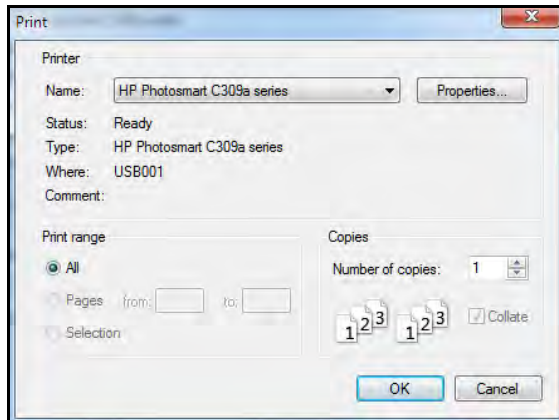 Print
Printer
Name: HP Photosmart C309a series Properties...
Status: Ready
Type: HP Photosmart C309a series
Where: USB001
Comment:
Print range
All
Pages from: to:
Selection
Copies
Number of copies: 1
1 2 3 1 2 3 Collate
OK Cancel